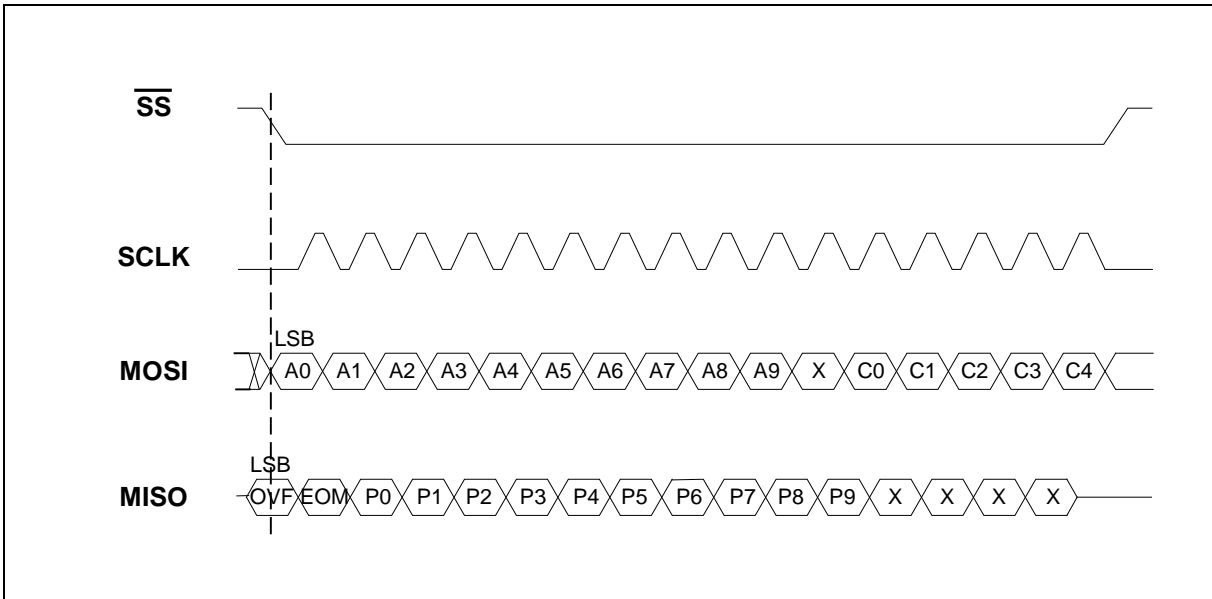 SS
SCLK
LSB
MOSI A0 A1 A2 A3 A4 A5 A6 A7 A8 A9 X C0 C1 C2 C3 C4
LSB
MISO OVF EOM P0 P1 P2 P3 P4 P5 P6 P7 P8 P9 X X X X